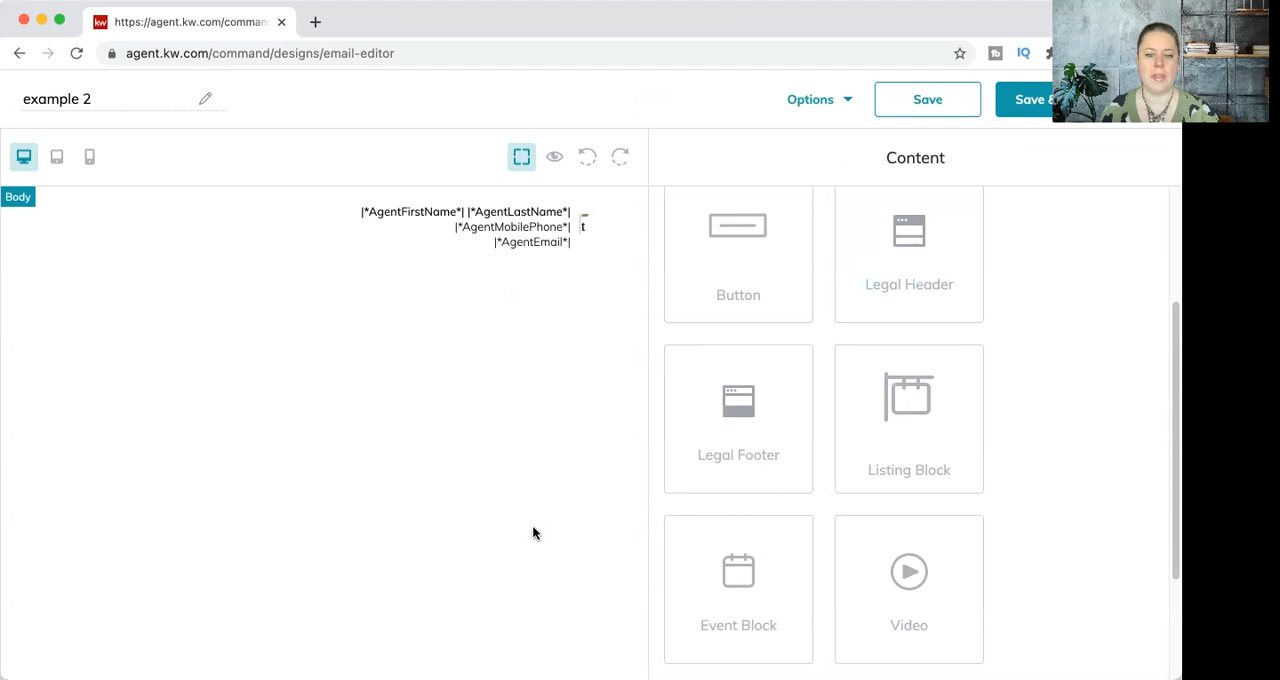 kw https://agent.kw.com/comman
agent.kw.com/command/designs/email-editor
IQ
example 2
Options
Save
Save &
Content
Body
|*AgentFirstName*| |*AgentLastName*|
|*AgentMobilePhone*|
t
|*AgentEmail*|
Button
Legal Header
Legal Footer
Listing Block
Event Block
Video